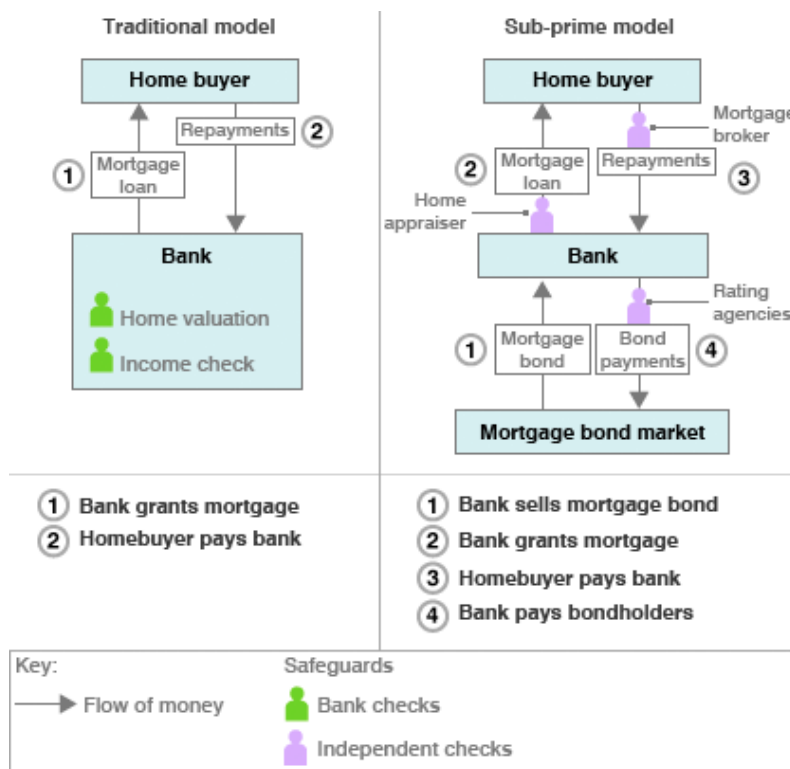 Traditional model
Home buyer
Repayments
2
1
Mortgage
loan
Bank
Home valuation
Income check
Sub-prime model
Home buyer
Mortgage
broker
2
Mortgage
loan
Repayments
3
Home
appraiser
Bank
Rating
agencies
1
Mortgage
bond
Bond
payments
4
Mortgage bond market
1 Bank grants mortgage
2 Homebuyer pays bank
1 Bank sells mortgage bond
2 Bank grants mortgage
3 Homebuyer pays bank
4 Bank pays bondholders
Key:
Flow of money
Safeguards
Bank checks
Independent checks